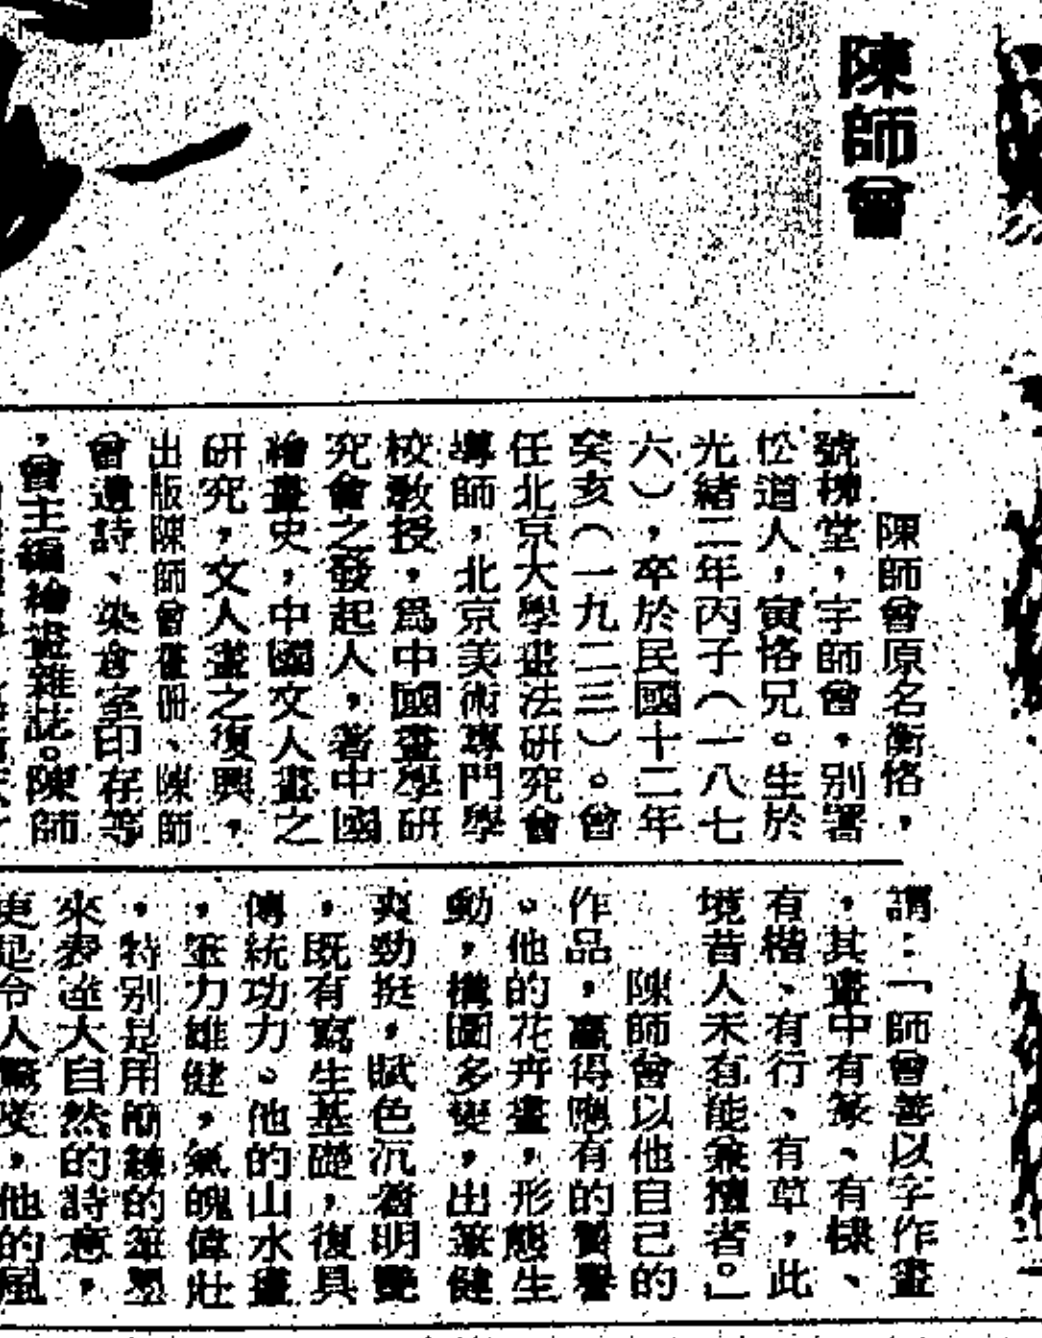 陳師曾
陳師曾原名衡恪，
號槐堂，字師曾，别署
松道人，寅恪兄。生於
光緒二年丙子（一八七
六），卒於民國十二年
癸亥（一九二三）。曾
任北京大學畫法研究會
導師，北京美術專門學
校教授，爲中國畫學研
究會之發起人，著中國
繪畫史，中國文人畫之
研究，文人畫之復興，
出版陳師曾畫册、陳師
曾遺詩、染倉室印存等
，曾主編繪畫雜誌。陳師
謂：「師曾善以字作畫
，其畫中有篆、有隸、
有楷、有行、有草，此
境昔人未有能兼擅者。」
陳師曾以他自己的
作品，贏得應有的贊譽
。他的花卉畫，形態生
動，構圖多變，出筆健
爽勁挺，賦色沉着明艷
，既有寫生基礎，復具
傳統功力。他的山水畫
，筆力雄健，氣魄偉壯
，特别是用簡鍊的筆墨
來表達大自然的詩意，
更起令人驚嘆，他的風